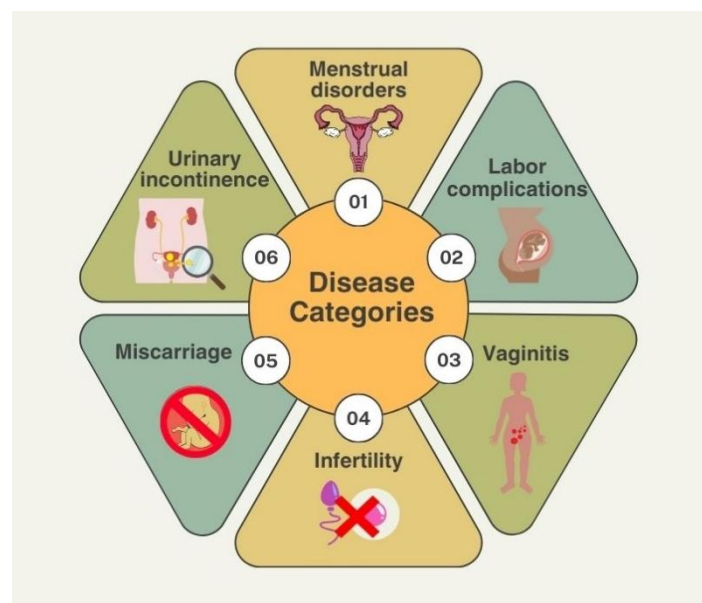 Disease
Categories
01
Menstrual
disorders
02
Labor
complications
03
Vaginitis
04
Infertility
05
Miscarriage
06
Urinary
incontinence